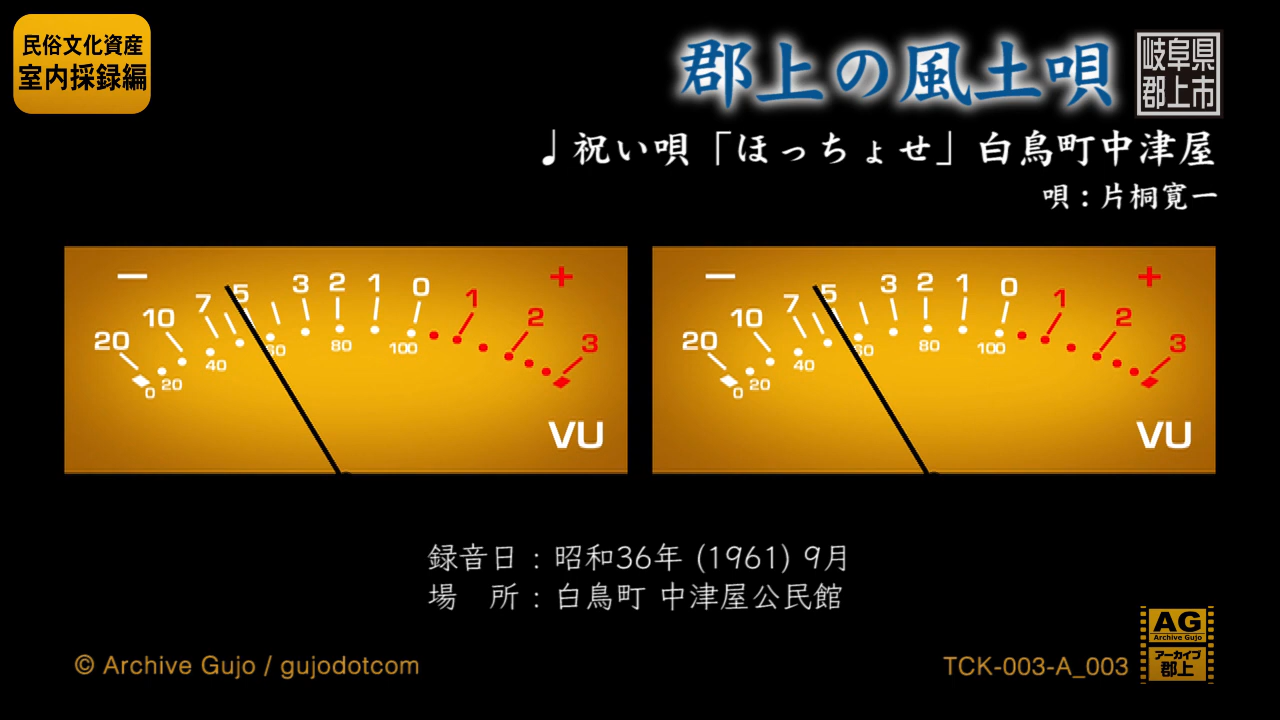 民俗文化資産
室内採録編
郡上の風土唄
岐阜県
郡上市
♩祝い唄「ほっちょせ」白鳥町中津屋
唄：片桐寛一
− +
20 10 7 5 3 2 1 0 1 2 3
0 20 40 60 80 100
VU
− +
20 10 7 5 3 2 1 0 1 2 3
0 20 40 60 80 100
VU
録音日：昭和36年 (1961) 9月
場　所：白鳥町 中津屋公民館
© Archive Gujo / gujodotcom
TCK-003-A_003
AG
Archive Gujo
アーカイブ
郡上